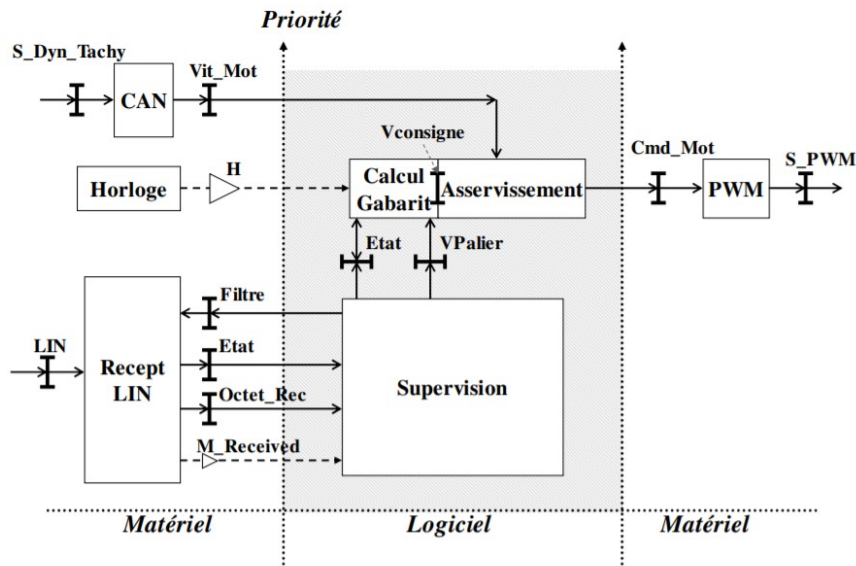 Priorité
S_Dyn_Tachy
CAN
Vit_Mot
Vconsigne
Cmd_Mot
S_PWM
H
Horloge
Calcul
Gabarit
Asservissement
PWM
Etat
VPalier
Filtre
LIN
Recept
LIN
Etat
Octet_Rec
M_Received
Supervision
Matériel
Logiciel
Matériel